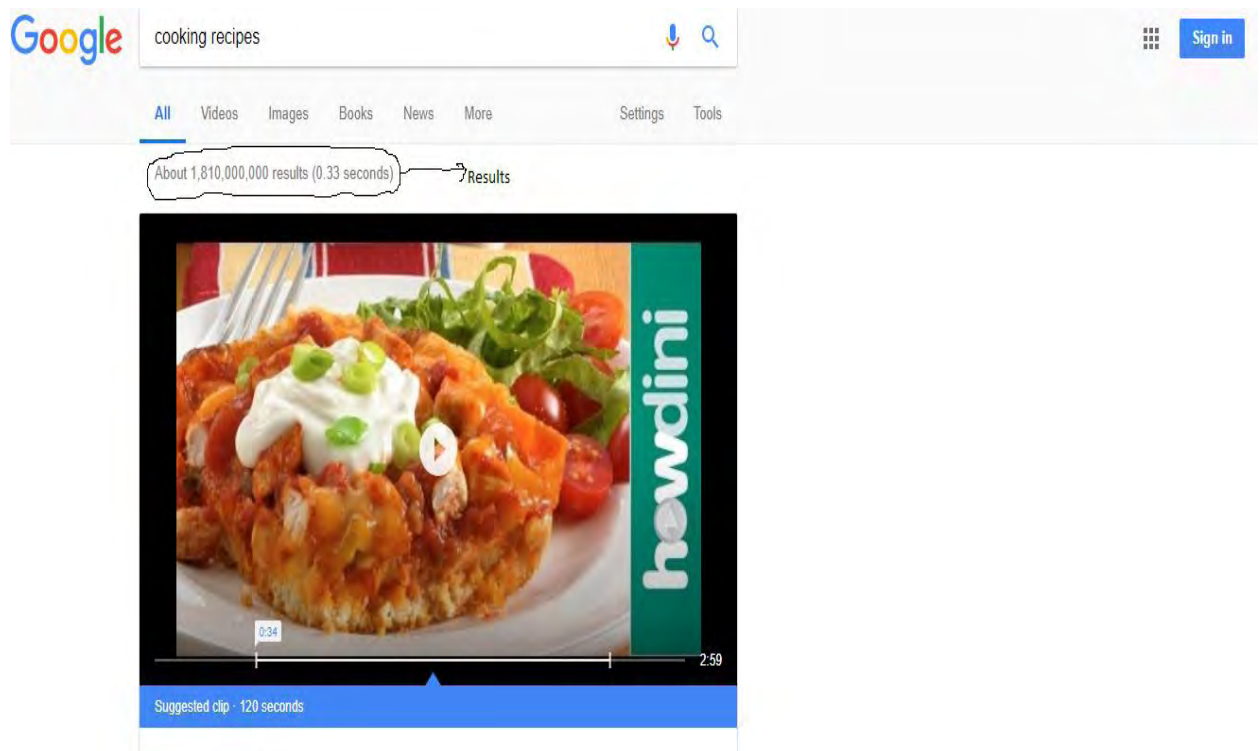 Google
cooking recipes
Sign in
All Videos Images Books News More Settings Tools
About 1,810,000,000 results (0.33 seconds)
Results
howdini
0:34
2:59
Suggested clip · 120 seconds